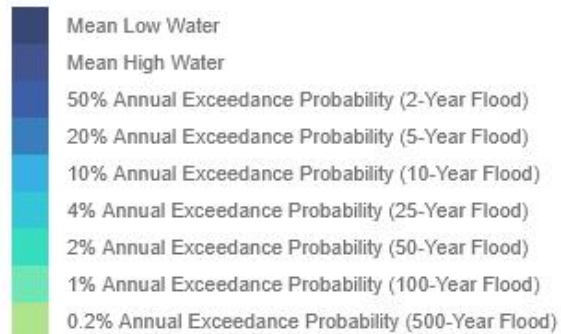 Mean Low Water
Mean High Water
50% Annual Exceedance Probability (2-Year Flood)
20% Annual Exceedance Probability (5-Year Flood)
10% Annual Exceedance Probability (10-Year Flood)
4% Annual Exceedance Probability (25-Year Flood)
2% Annual Exceedance Probability (50-Year Flood)
1% Annual Exceedance Probability (100-Year Flood)
0.2% Annual Exceedance Probability (500-Year Flood)